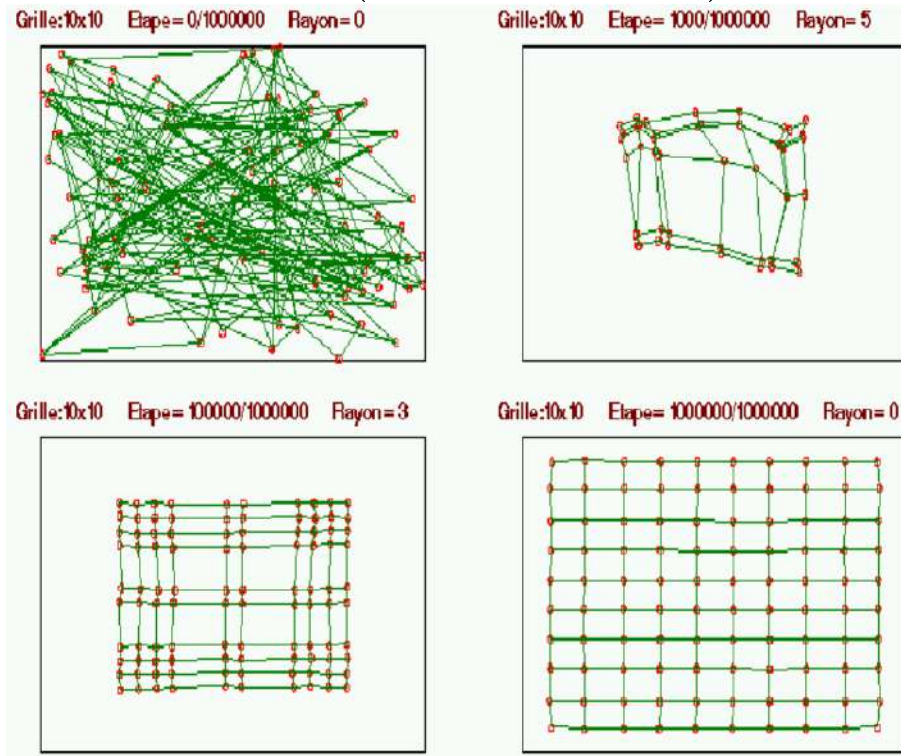 Grille:10x10 Etape= 0/1000000 Rayon= 0
Grille:10x10 Etape= 1000/1000000 Rayon= 5
Grille:10x10 Etape= 100000/1000000 Rayon= 3
Grille:10x10 Etape= 1000000/1000000 Rayon= 0